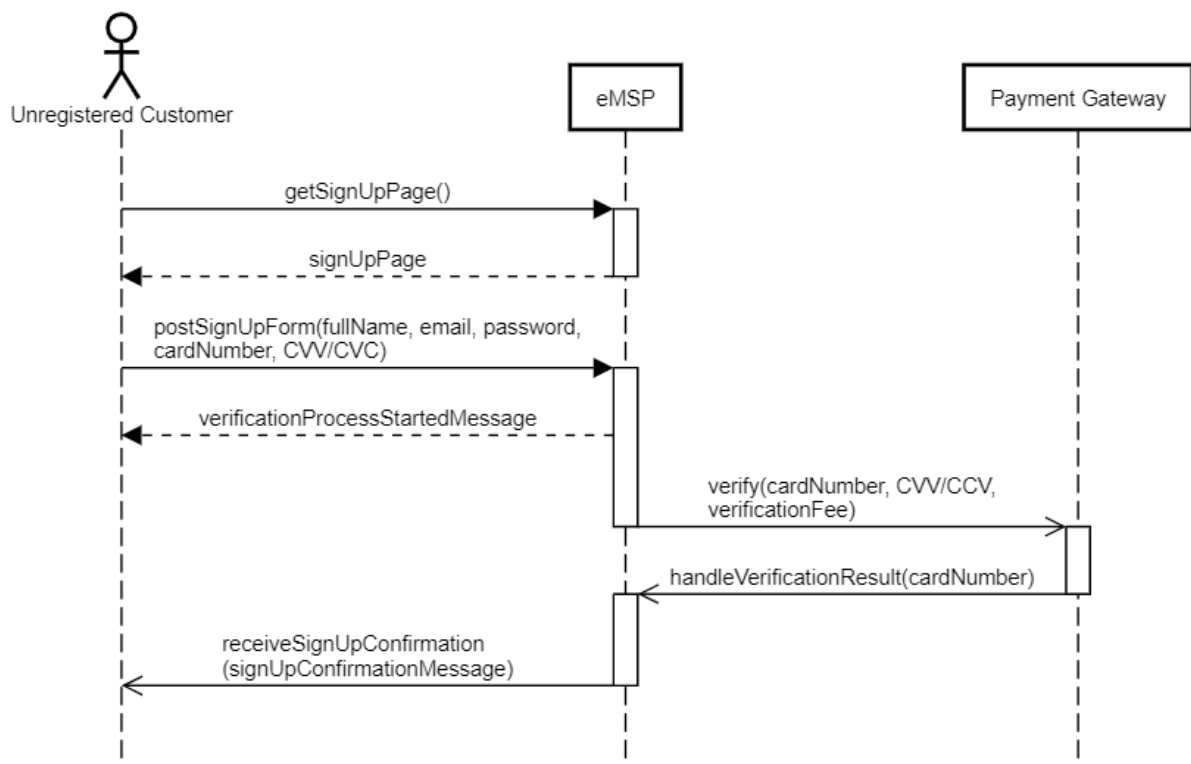 Unregistered Customer
eMSP
Payment Gateway
getSignUpPage()
signUpPage
postSignUpForm(fullName, email, password,
cardNumber, CVV/CVC)
verificationProcessStartedMessage
verify(cardNumber, CVV/CCV,
verificationFee)
handleVerificationResult(cardNumber)
receiveSignUpConfirmation
(signUpConfirmationMessage)